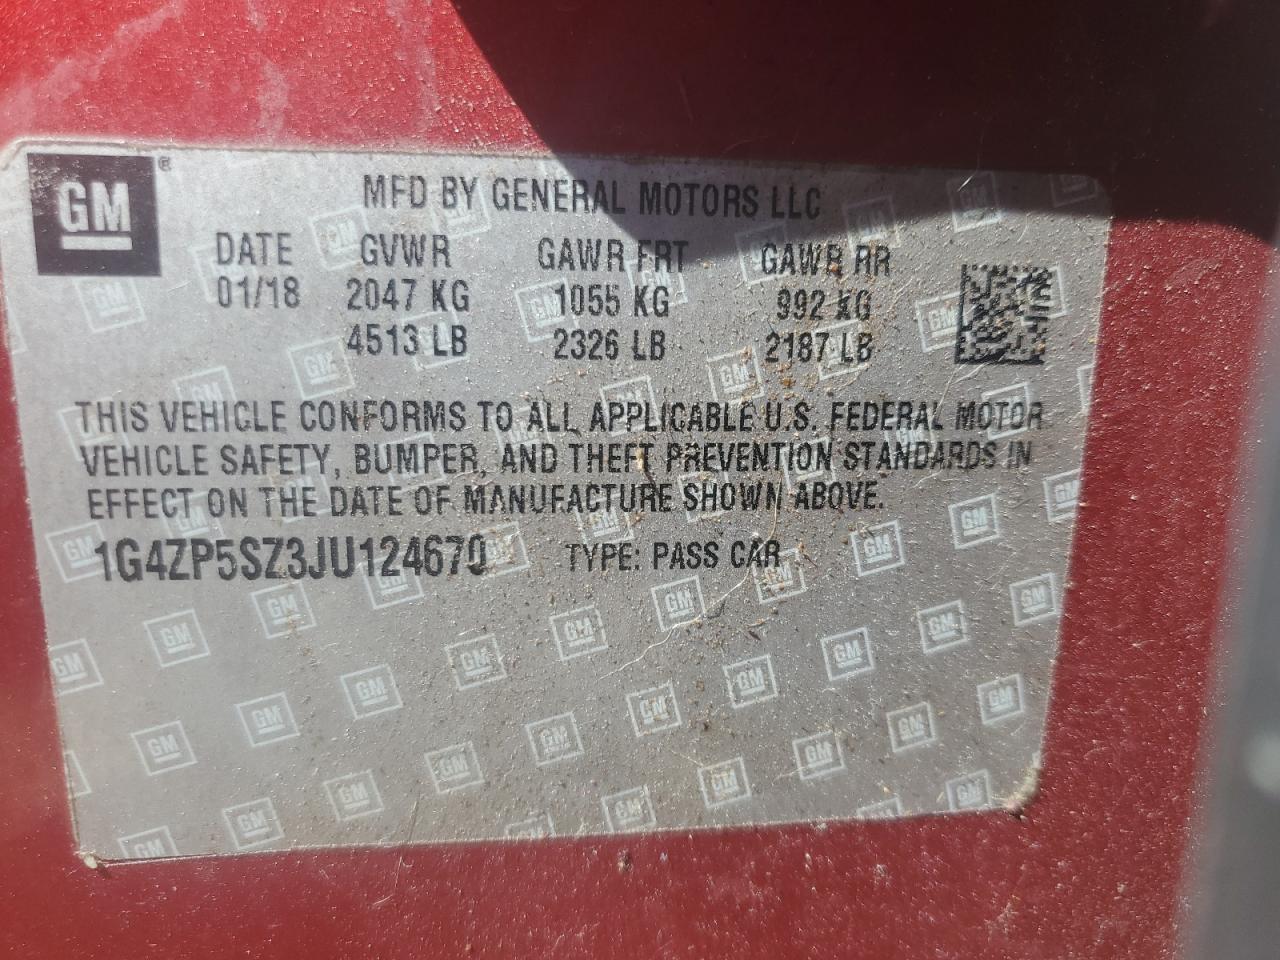 GM®
MFD BY GENERAL MOTORS LLC
DATE GVWR GAWR FRT GAWR RR
01/18 2047 KG 1055 KG 992 KG
4513 LB 2326 LB 2187 LB
THIS VEHICLE CONFORMS TO ALL APPLICABLE U.S. FEDERAL MOTOR
VEHICLE SAFETY, BUMPER, AND THEFT PREVENTION STANDARDS IN
EFFECT ON THE DATE OF MANUFACTURE SHOWN ABOVE.
1G4ZP5SZ3JU124670 TYPE: PASS CAR